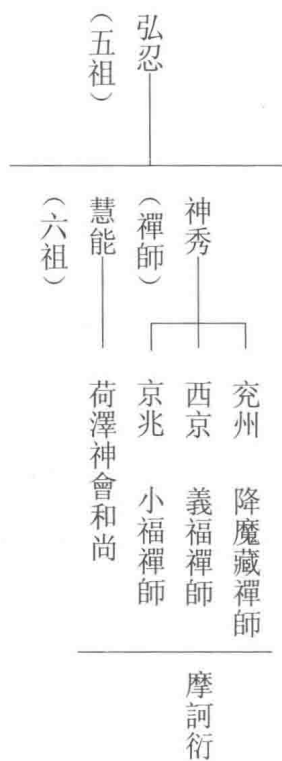 弘忍
（五祖）
神秀
（禪師）
慧能
（六祖）
兗州 降魔藏禪師
西京 義福禪師
京兆 小福禪師
荷澤神會和尚
摩訶衍